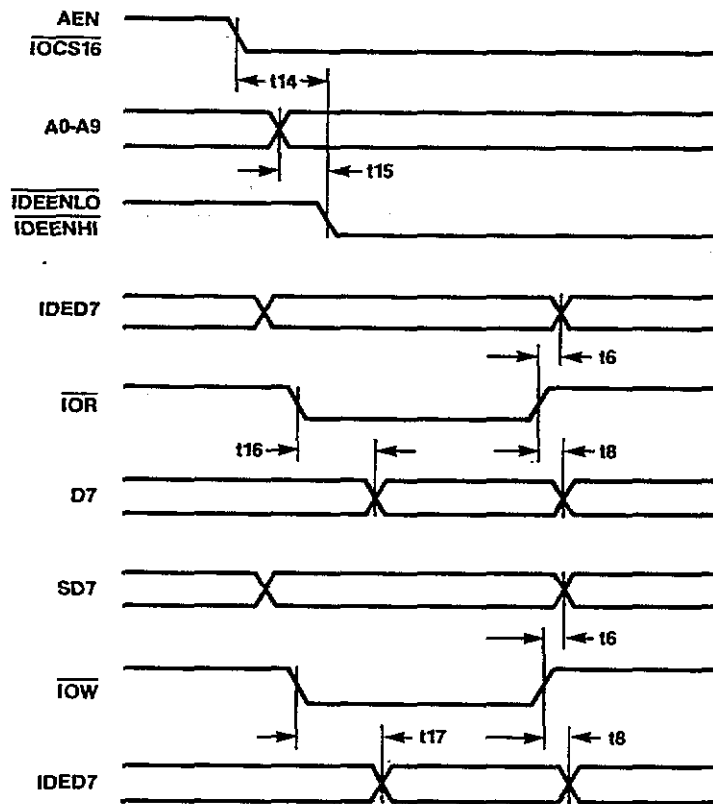 AEN
IOCS16
t14
A0-A9
t15
IDEENLO
IDEENHI
IDED7
t6
IOR
t16
t8
D7
SD7
t6
IOW
t17
t8
IDED7